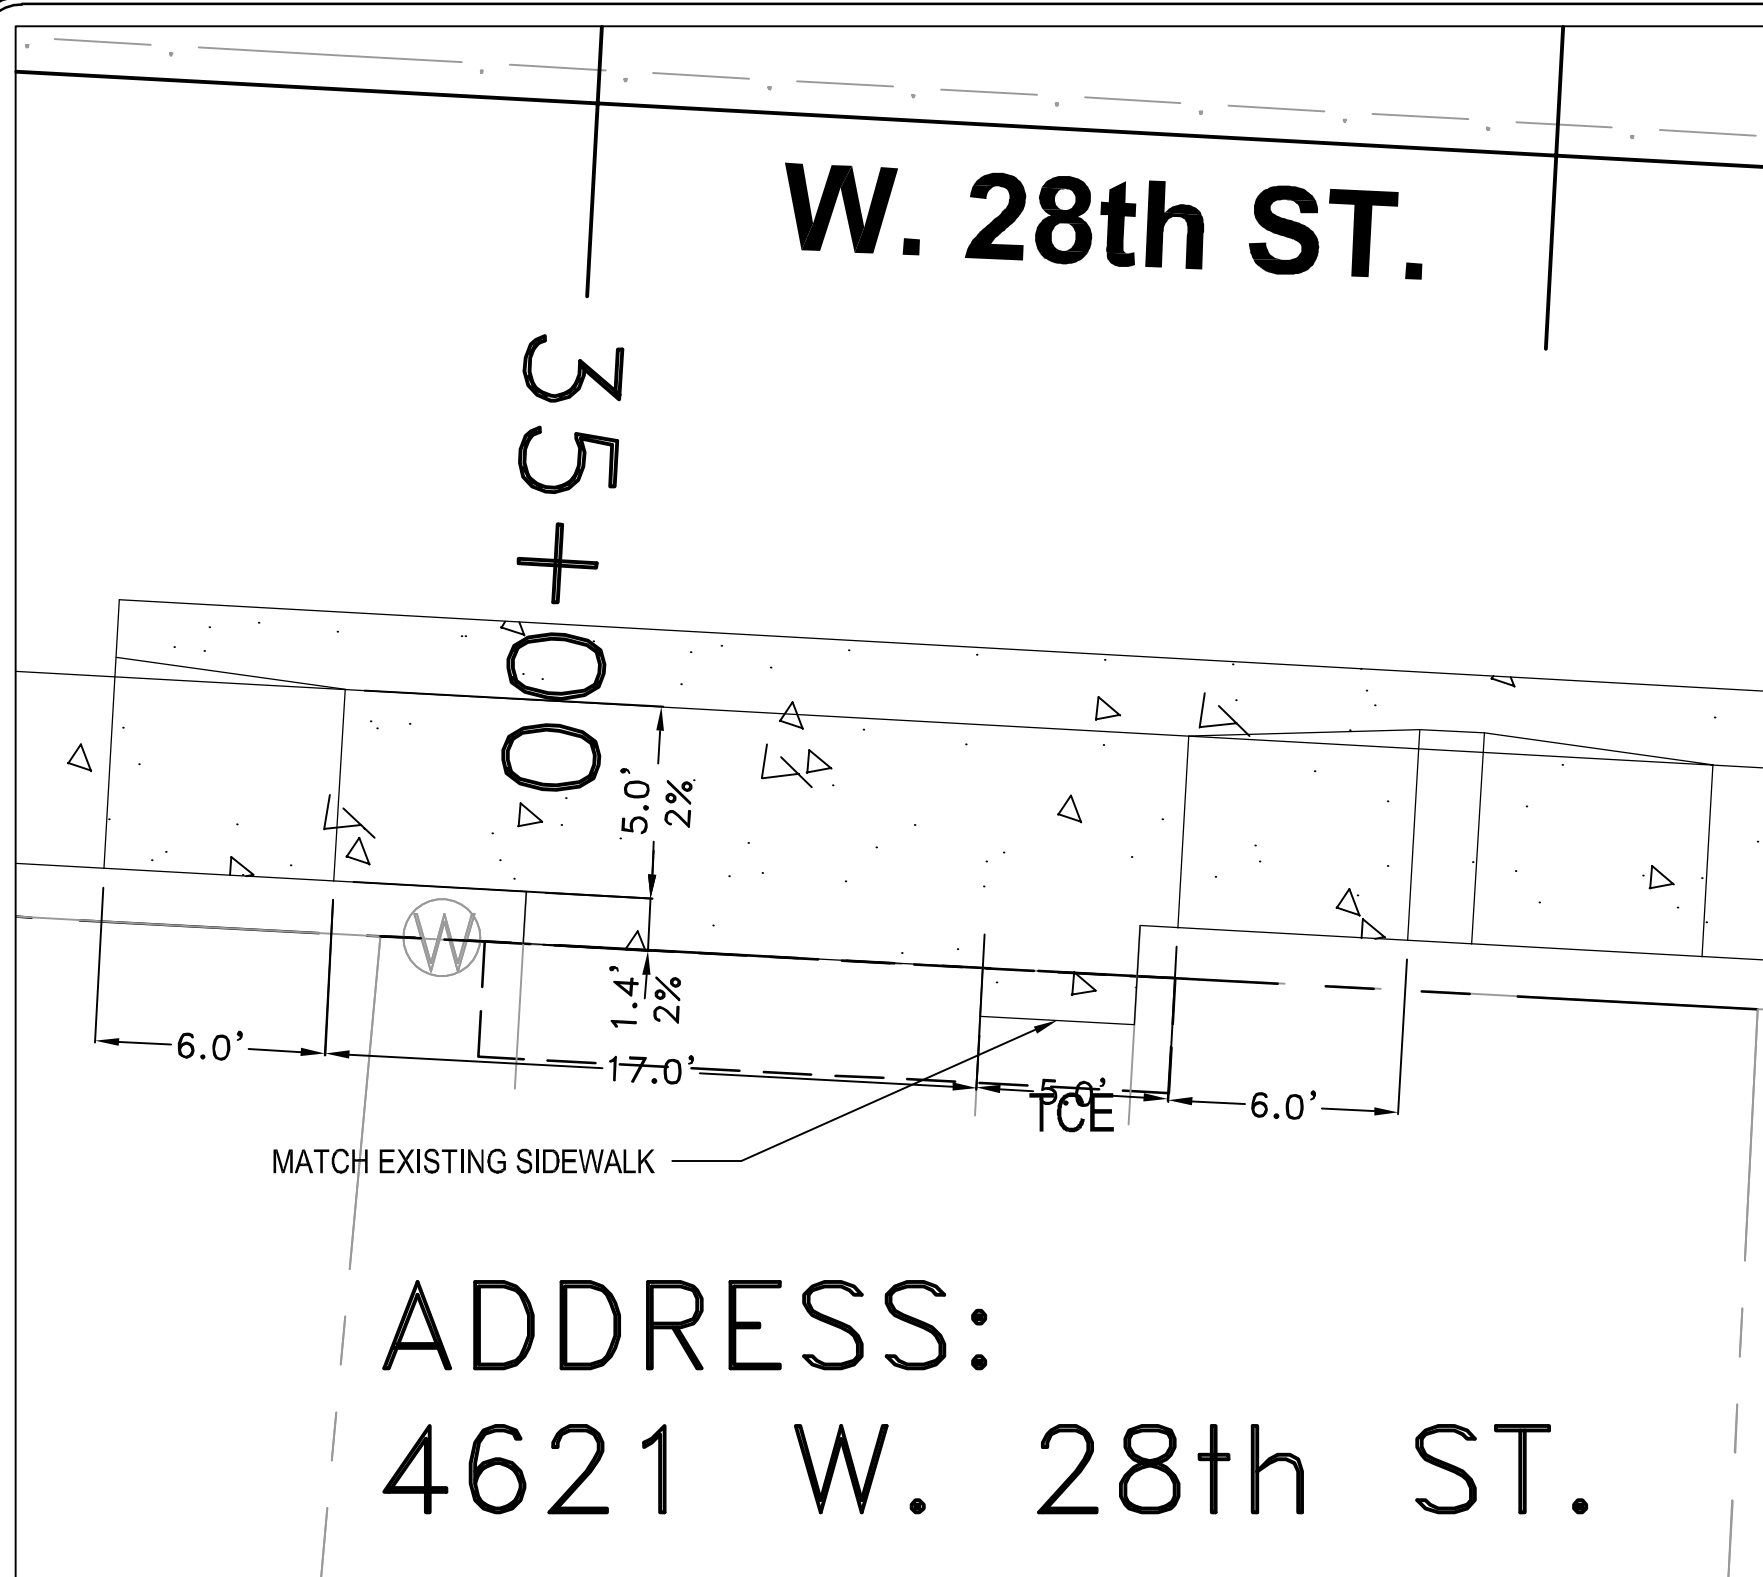 W. 28th ST.
35+00
5.0'
2%
W
1.4'
2%
6.0'
17.0'
5.0'
6.0'
TCE
MATCH EXISTING SIDEWALK
ADDRESS:
4621 W. 28th ST.